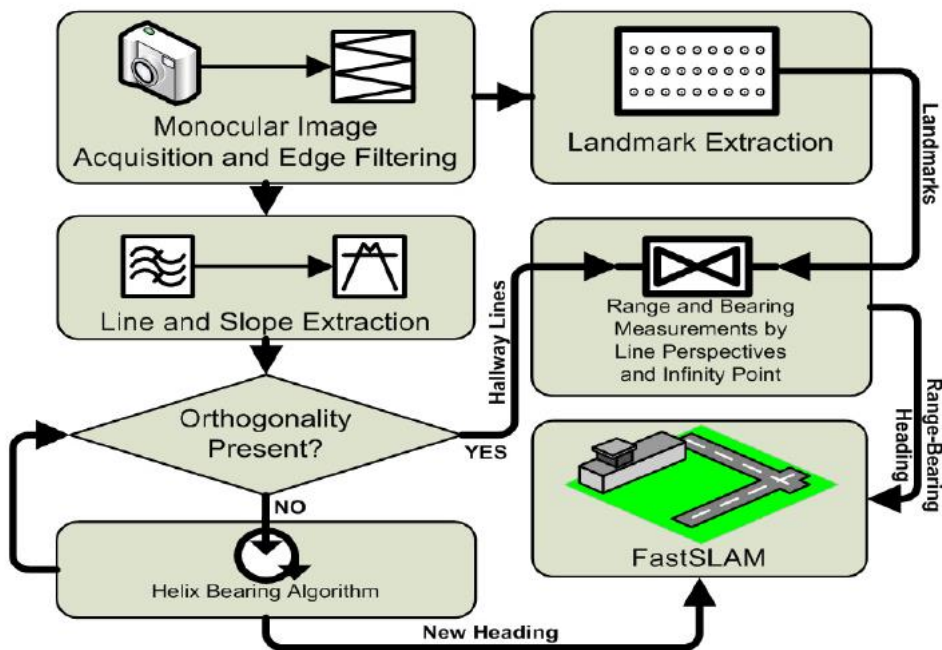 Monocular Image
Acquisition and Edge Filtering
Landmark Extraction
Landmarks
Line and Slope Extraction
Hallway Lines
Range and Bearing
Measurements by
Line Perspectives
and Infinity Point
Range-Bearing
Heading
Orthogonality
Present?
YES
NO
Helix Bearing Algorithm
FastSLAM
New Heading